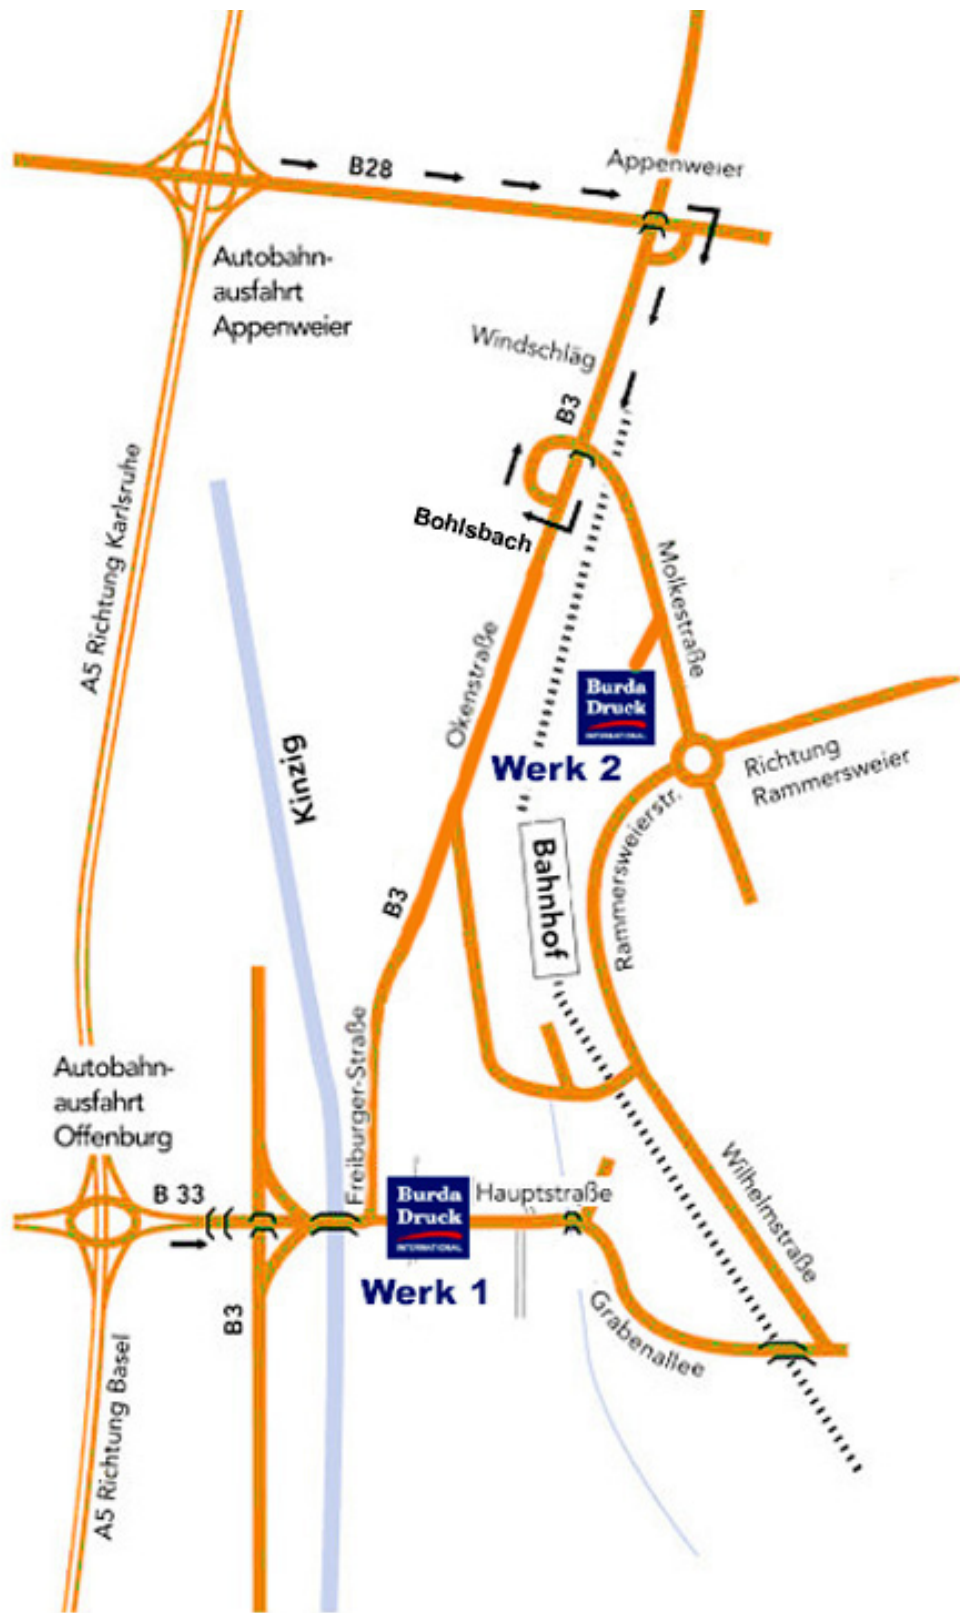 Appenweier
B28
Autobahn-
ausfahrt
Appenweier
Windschläg
B3
A5 Richtung Karlsruhe
Bohlsbach
Molkestraße
Okenstraße
Burda
Druck
INTERNATIONAL
Werk 2
Kinzig
Richtung
Rammersweier
Rammersweierstr.
Bahnhof
B3
Freiburger-Straße
Autobahn-
ausfahrt
Offenburg
B 33
Burda
Druck
INTERNATIONAL
Hauptstraße
Wilhelmstraße
Werk 1
B3
Grabenallee
A5 Richtung Basel